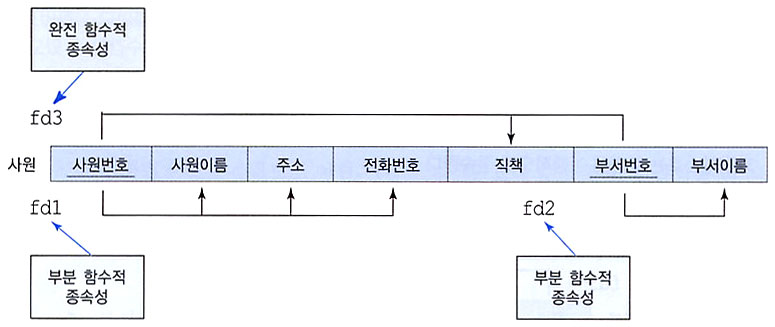 완전 함수적
종속성
fd3
사원 사원번호 사원이름 주소 전화번호 직책 부서번호 부서이름
fd1 fd2
부분 함수적 부분 함수적
종속성 종속성